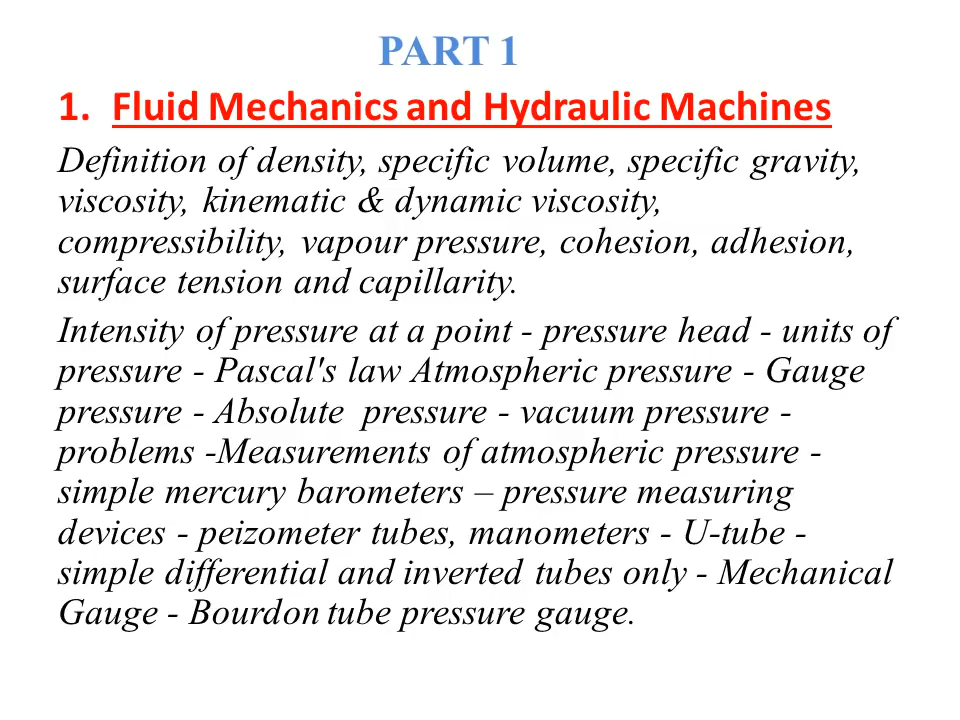 PART 1
1. Fluid Mechanics and Hydraulic Machines
Definition of density, specific volume, specific gravity,
viscosity, kinematic & dynamic viscosity,
compressibility, vapour pressure, cohesion, adhesion,
surface tension and capillarity.
Intensity of pressure at a point - pressure head - units of
pressure - Pascal's law Atmospheric pressure - Gauge
pressure - Absolute pressure - vacuum pressure -
problems -Measurements of atmospheric pressure -
simple mercury barometers – pressure measuring
devices - peizometer tubes, manometers - U-tube -
simple differential and inverted tubes only - Mechanical
Gauge - Bourdon tube pressure gauge.